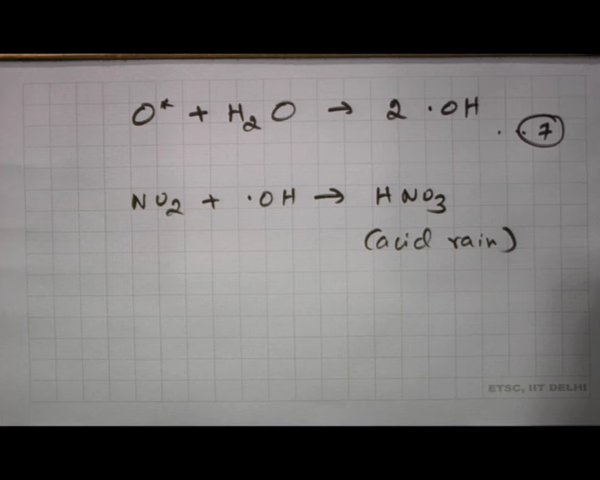 O* + H₂O → 2 ·OH
. . 7
NO₂ + ·OH → HNO₃
(acid rain)
ETSC, IIT DELHI